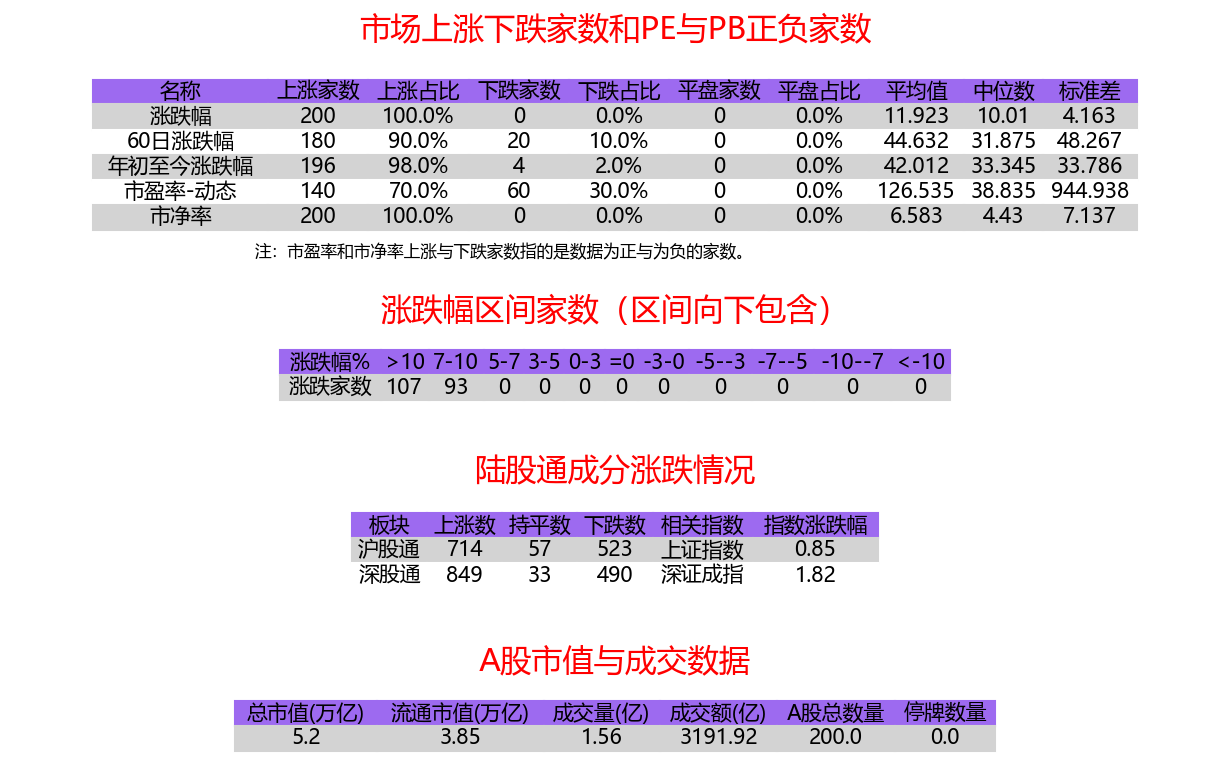 市场上涨下跌家数和PE与PB正负家数
名称 上涨家数 上涨占比 下跌家数 下跌占比 平盘家数 平盘占比 平均值 中位数 标准差
涨跌幅 200 100.0% 0 0.0% 0 0.0% 11.923 10.01 4.163
60日涨跌幅 180 90.0% 20 10.0% 0 0.0% 44.632 31.875 48.267
年初至今涨跌幅 196 98.0% 4 2.0% 0 0.0% 42.012 33.345 33.786
市盈率-动态 140 70.0% 60 30.0% 0 0.0% 126.535 38.835 944.938
市净率 200 100.0% 0 0.0% 0 0.0% 6.583 4.43 7.137
注：市盈率和市净率上涨与下跌家数指的是数据为正与为负的家数。
涨跌幅区间家数（区间向下包含）
涨跌幅% >10 7-10 5-7 3-5 0-3 =0 -3-0 -5--3 -7--5 -10--7 <-10
涨跌家数 107 93 0 0 0 0 0 0 0 0 0
陆股通成分涨跌情况
板块 上涨数 持平数 下跌数 相关指数 指数涨跌幅
沪股通 714 57 523 上证指数 0.85
深股通 849 33 490 深证成指 1.82
A股市值与成交数据
总市值(万亿) 流通市值(万亿) 成交量(亿) 成交额(亿) A股总数量 停牌数量
5.2 3.85 1.56 3191.92 200.0 0.0